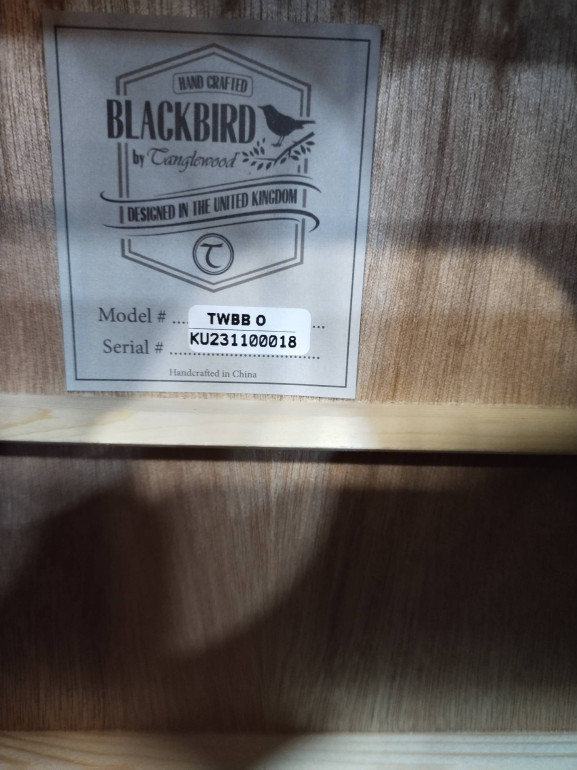 HAND CRAFTED
BLACKBIRD
by Tanglewood
DESIGNED IN THE UNITED KINGDOM
T
Model # .... TWBB O ...
Serial # KU231100018
Handcrafted in China